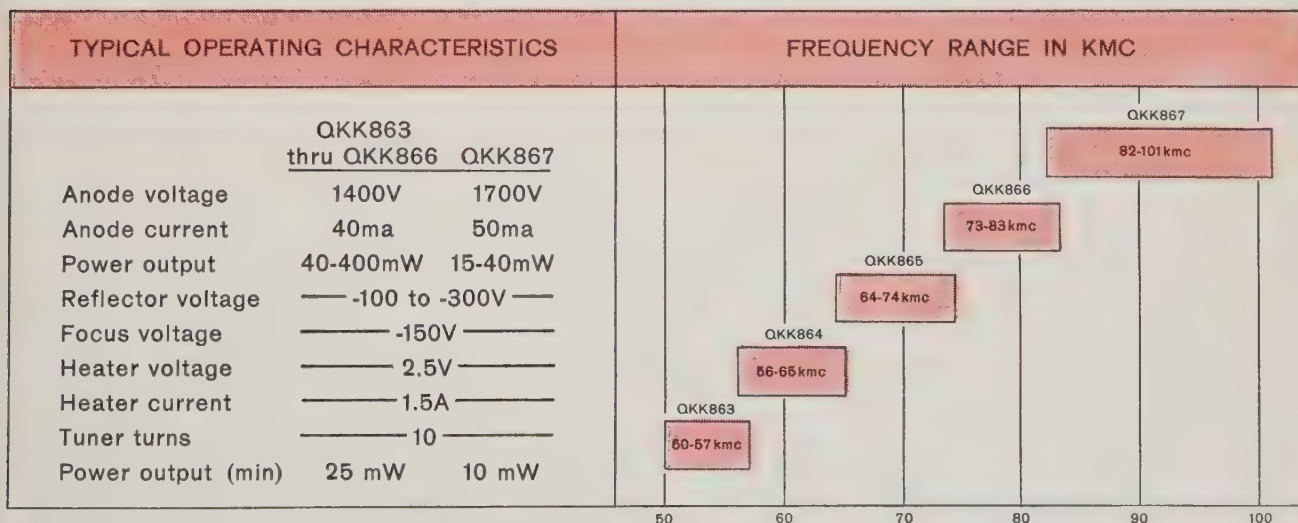 TYPICAL OPERATING CHARACTERISTICS
QKK863
thru QKK866 QKK867
Anode voltage 1400V 1700V
Anode current 40ma 50ma
Power output 40-400mW 15-40mW
Reflector voltage -100 to -300V
Focus voltage -150V
Heater voltage 2.5V
Heater current 1.5A
Tuner turns 10
Power output (min) 25 mW 10 mW
FREQUENCY RANGE IN KMC
QKK867
82-101kmc
QKK866
73-83kmc
QKK865
64-74kmc
QKK864
56-65kmc
QKK863
50-57kmc
50 60 70 80 90 100